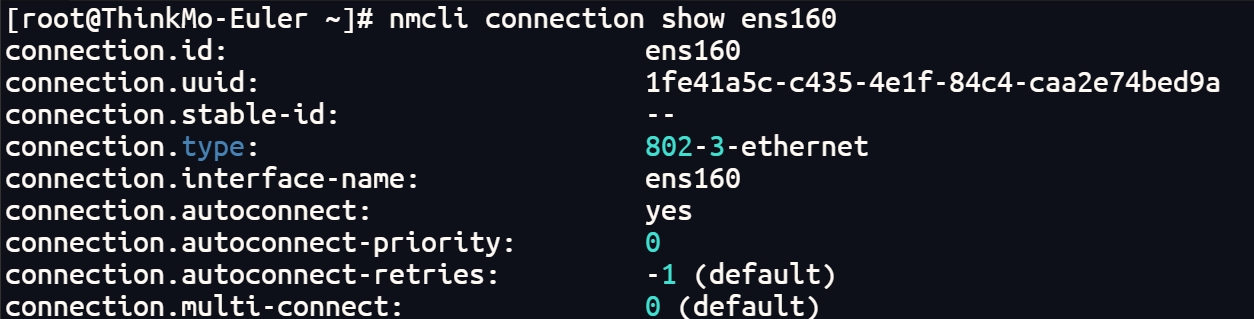 [root@ThinkMo-Euler ~]# nmcli connection show ens160
connection.id: ens160
connection.uuid: 1fe41a5c-c435-4e1f-84c4-caa2e74bed9a
connection.stable-id: --
connection.type: 802-3-ethernet
connection.interface-name: ens160
connection.autoconnect: yes
connection.autoconnect-priority: 0
connection.autoconnect-retries: -1 (default)
connection.multi-connect: 0 (default)